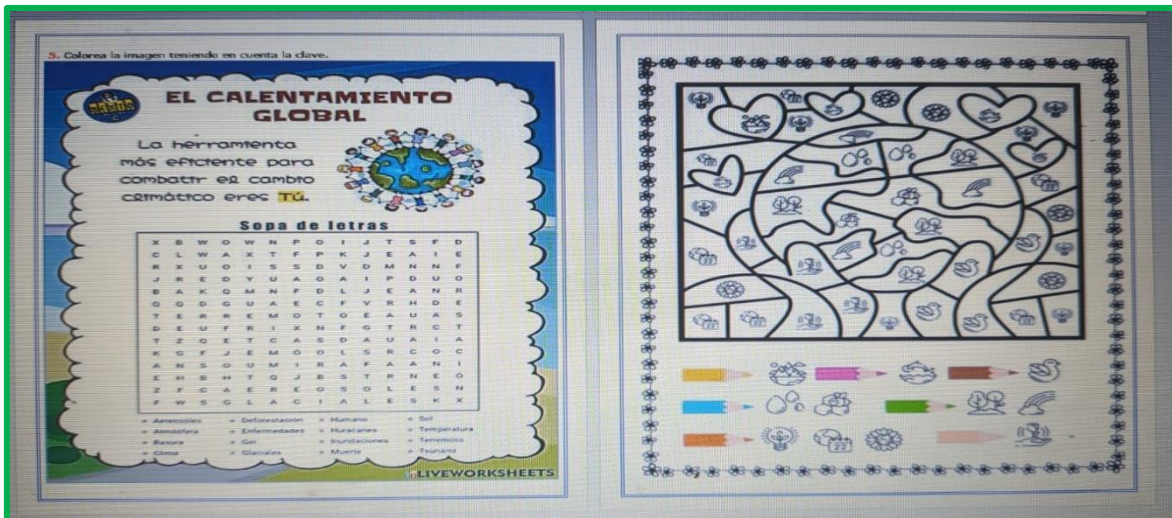 5. Colorea la imagen teniendo en cuenta la clave.
EL CALENTAMIENTO
GLOBAL
La herramienta
más eficiente para
combatir el cambio
climático eres Tú.
Sopa de letras
X B W O W N P O I J T S F D
C L W A X T F P K J E A I E
R X U O I S S D V D M N N F
J R E D Y U A O A I P D U O
B A K Q M N F D L J E A N R
O Q D G U A E C F V R H D E
T E R R E M O T O E A U A S
D E U F R I X N F G T R C T
T Z Q E T C A S D A U A I A
K G F J E M Ó O L S R C O C
A N S O U M I R A F A A N I
E H B H T Q J B S T R N E Ó
Z F C A E R E O S O L E S N
F W S G L A C I A L E S K X
Aereosoles Deforestación Humano Sol
Atmósfera Enfermedades Huracanes Temperatura
Basura Gei Inundaciones Terremoto
Clima Glaciales Muerte Tsunami
LIVEWORKSHEETS